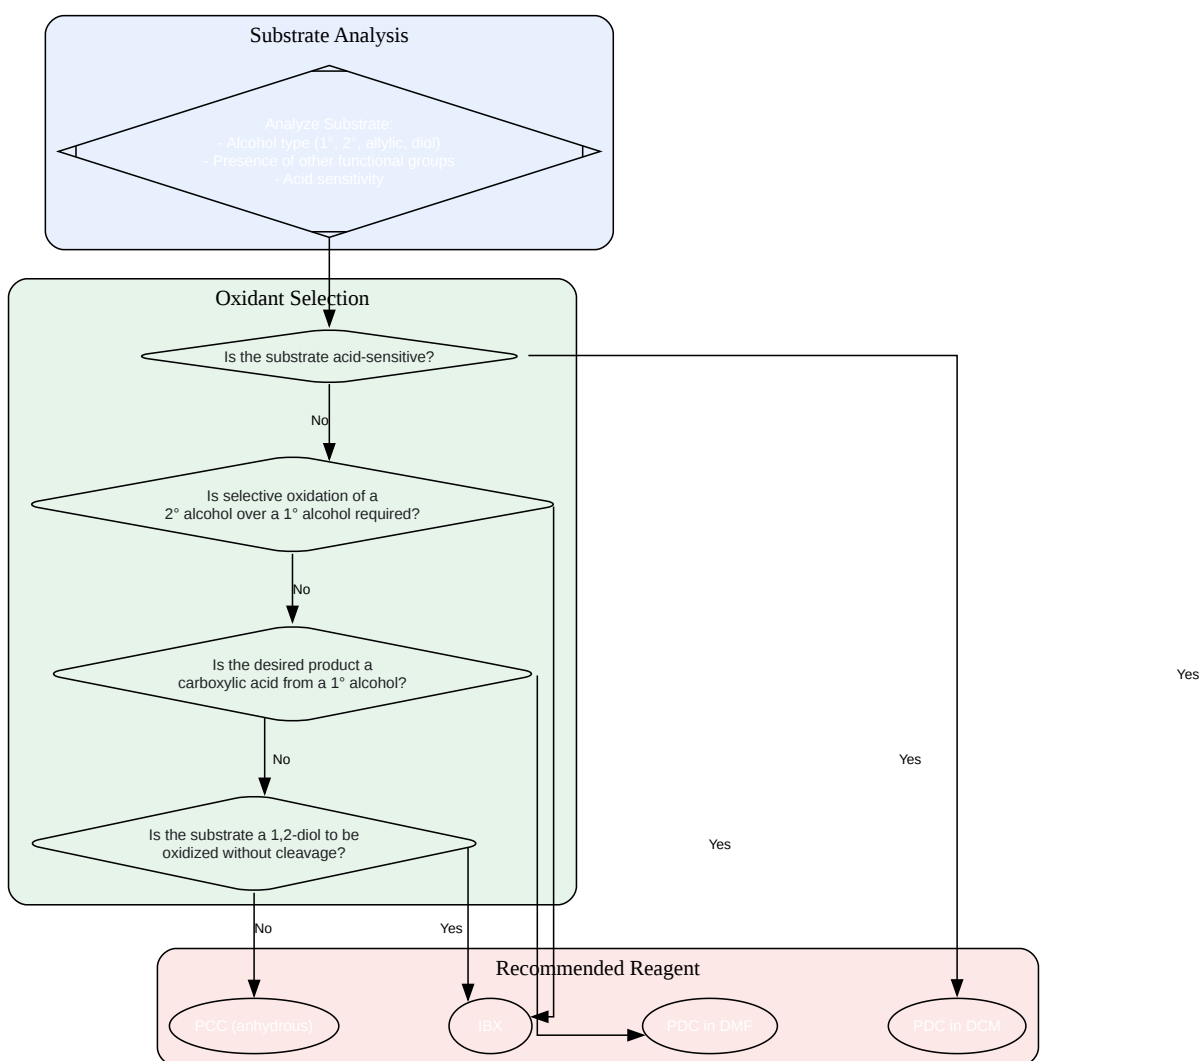 Substrate Analysis
Analyze Substrate:
- Alcohol type (1°, 2°, allylic, diol)
- Presence of other functional groups
- Acid sensitivity
Oxidant Selection
Is the substrate acid-sensitive?
No
Is selective oxidation of a
2° alcohol over a 1° alcohol required?
No
Is the desired product a
carboxylic acid from a 1° alcohol?
Yes
No
Yes
Is the substrate a 1,2-diol to be
oxidized without cleavage?
Yes
No
Yes
Recommended Reagent
PCC (anhydrous)
IBX
PDC in DMF
PDC in DCM